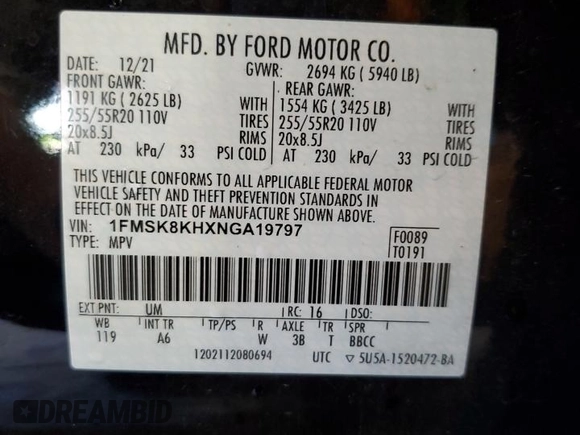 MFD. BY FORD MOTOR CO.
DATE: 12/21 GVWR: 2694 KG ( 5940 LB)
FRONT GAWR: REAR GAWR:
1191 KG ( 2625 LB) WITH 1554 KG ( 3425 LB) WITH
255/55R20 110V TIRES 255/55R20 110V TIRES
20x8.5J RIMS 20x8.5J RIMS
AT 230 kPa/ 33 PSI COLD AT 230 kPa/ 33 PSI COLD
THIS VEHICLE CONFORMS TO ALL APPLICABLE FEDERAL MOTOR
VEHICLE SAFETY AND THEFT PREVENTION STANDARDS IN
EFFECT ON THE DATE OF MANUFACTURE SHOWN ABOVE.
VIN: 1FMSK8KHXNGA19797 F0089
TYPE: MPV T0191
EXT PNT: UM RC: 16 DSO:
WB INT TR TP/PS R AXLE TR SPR
119 A6 W 3B T BBCC
1202112080694 UTC ▽ 5U5A-1520472-BA
DREAMBID